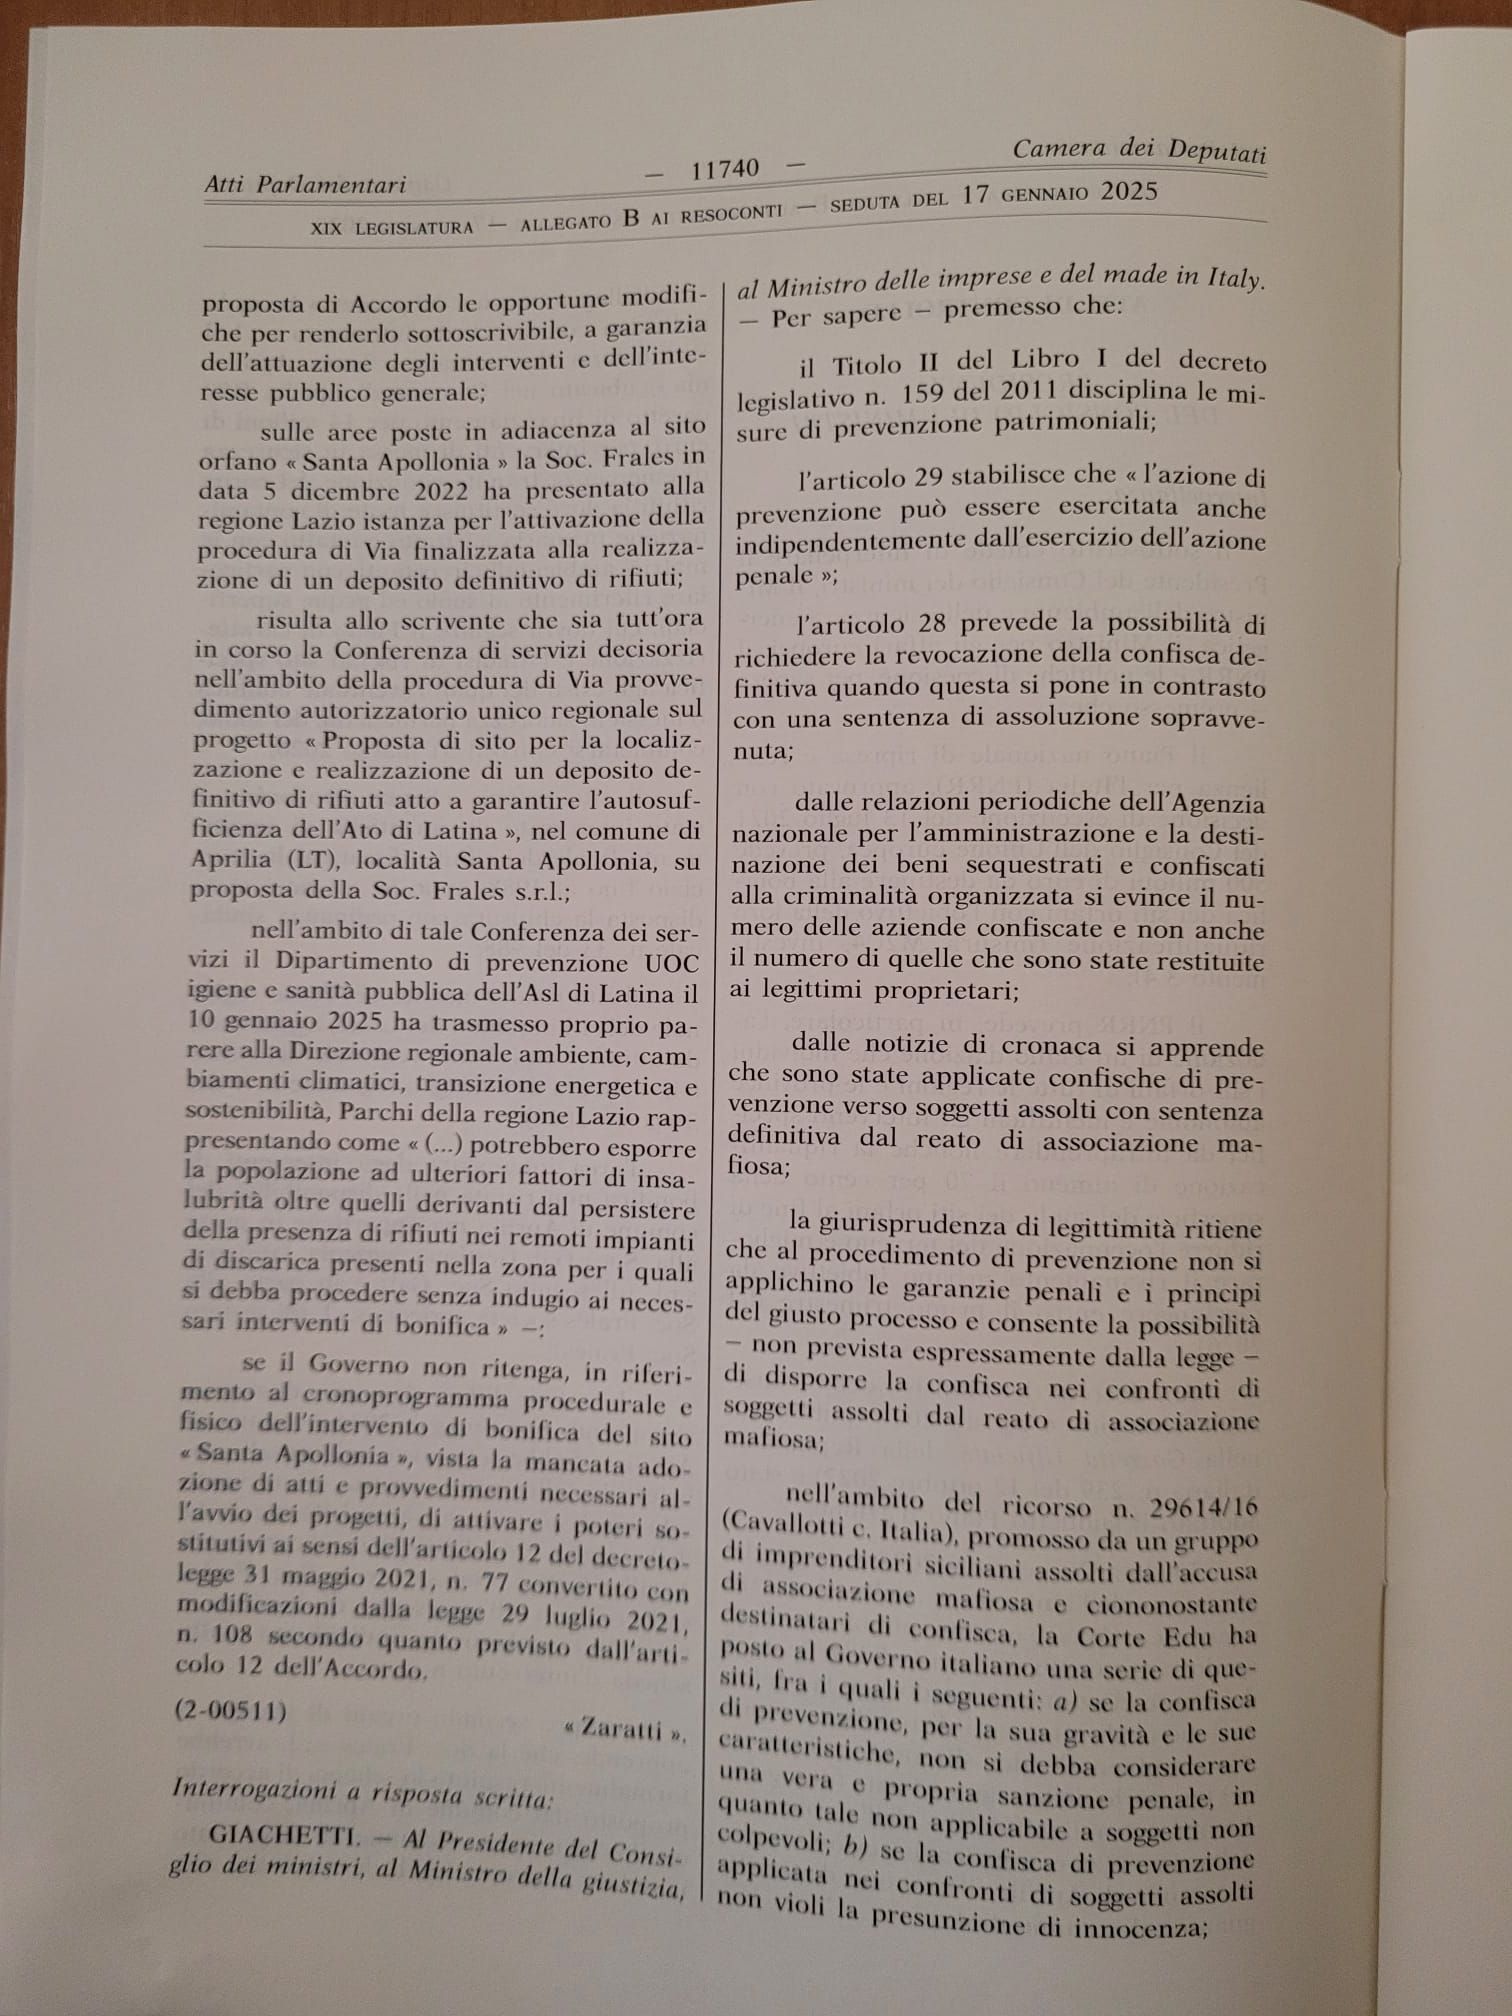 Atti Parlamentari
— 11740 —
Camera dei Deputati
XIX LEGISLATURA — ALLEGATO B AI RESOCONTI — SEDUTA DEL 17 GENNAIO 2025
proposta di Accordo le opportune modifi-
che per renderlo sottoscrivibile, a garanzia
dell'attuazione degli interventi e dell'inte-
resse pubblico generale;
sulle aree poste in adiacenza al sito
orfano « Santa Apollonia » la Soc. Frales in
data 5 dicembre 2022 ha presentato alla
regione Lazio istanza per l'attivazione della
procedura di Via finalizzata alla realizza-
zione di un deposito definitivo di rifiuti;
risulta allo scrivente che sia tutt'ora
in corso la Conferenza di servizi decisoria
nell'ambito della procedura di Via provve-
dimento autorizzatorio unico regionale sul
progetto « Proposta di sito per la localiz-
zazione e realizzazione di un deposito de-
finitivo di rifiuti atto a garantire l'autosuf-
ficienza dell'Ato di Latina », nel comune di
Aprilia (LT), località Santa Apollonia, su
proposta della Soc. Frales s.r.l.;
nell'ambito di tale Conferenza dei ser-
vizi il Dipartimento di prevenzione UOC
igiene e sanità pubblica dell'Asl di Latina il
10 gennaio 2025 ha trasmesso proprio pa-
rere alla Direzione regionale ambiente, cam-
biamenti climatici, transizione energetica e
sostenibilità, Parchi della regione Lazio rap-
presentando come « (...) potrebbero esporre
la popolazione ad ulteriori fattori di insa-
lubrità oltre quelli derivanti dal persistere
della presenza di rifiuti nei remoti impianti
di discarica presenti nella zona per i quali
si debba procedere senza indugio ai neces-
sari interventi di bonifica » –:
se il Governo non ritenga, in riferi-
mento al cronoprogramma procedurale e
fisico dell'intervento di bonifica del sito
« Santa Apollonia », vista la mancata ado-
zione di atti e provvedimenti necessari al-
l'avvio dei progetti, di attivare i poteri so-
stitutivi ai sensi dell'articolo 12 del decreto-
legge 31 maggio 2021, n. 77 convertito con
modificazioni dalla legge 29 luglio 2021,
n. 108 secondo quanto previsto dall'arti-
colo 12 dell'Accordo.
(2-00511)
« Zaratti ».
Interrogazioni a risposta scritta:
GIACHETTI. — Al Presidente del Consi-
glio dei ministri, al Ministro della giustizia,
al Ministro delle imprese e del made in Italy.
— Per sapere – premesso che:
il Titolo II del Libro I del decreto
legislativo n. 159 del 2011 disciplina le mi-
sure di prevenzione patrimoniali;
l'articolo 29 stabilisce che « l'azione di
prevenzione può essere esercitata anche
indipendentemente dall'esercizio dell'azione
penale »;
l'articolo 28 prevede la possibilità di
richiedere la revocazione della confisca de-
finitiva quando questa si pone in contrasto
con una sentenza di assoluzione sopravve-
nuta;
dalle relazioni periodiche dell'Agenzia
nazionale per l'amministrazione e la desti-
nazione dei beni sequestrati e confiscati
alla criminalità organizzata si evince il nu-
mero delle aziende confiscate e non anche
il numero di quelle che sono state restituite
ai legittimi proprietari;
dalle notizie di cronaca si apprende
che sono state applicate confische di pre-
venzione verso soggetti assolti con sentenza
definitiva dal reato di associazione ma-
fiosa;
la giurisprudenza di legittimità ritiene
che al procedimento di prevenzione non si
applichino le garanzie penali e i principi
del giusto processo e consente la possibilità
– non prevista espressamente dalla legge –
di disporre la confisca nei confronti di
soggetti assolti dal reato di associazione
mafiosa;
nell'ambito del ricorso n. 29614/16
(Cavallotti c. Italia), promosso da un gruppo
di imprenditori siciliani assolti dall'accusa
di associazione mafiosa e ciononostante
destinatari di confisca, la Corte Edu ha
posto al Governo italiano una serie di que-
siti, fra i quali i seguenti: a) se la confisca
di prevenzione, per la sua gravità e le sue
caratteristiche, non si debba considerare
una vera e propria sanzione penale, in
quanto tale non applicabile a soggetti non
colpevoli; b) se la confisca di prevenzione
applicata nei confronti di soggetti assolti
non violi la presunzione di innocenza;